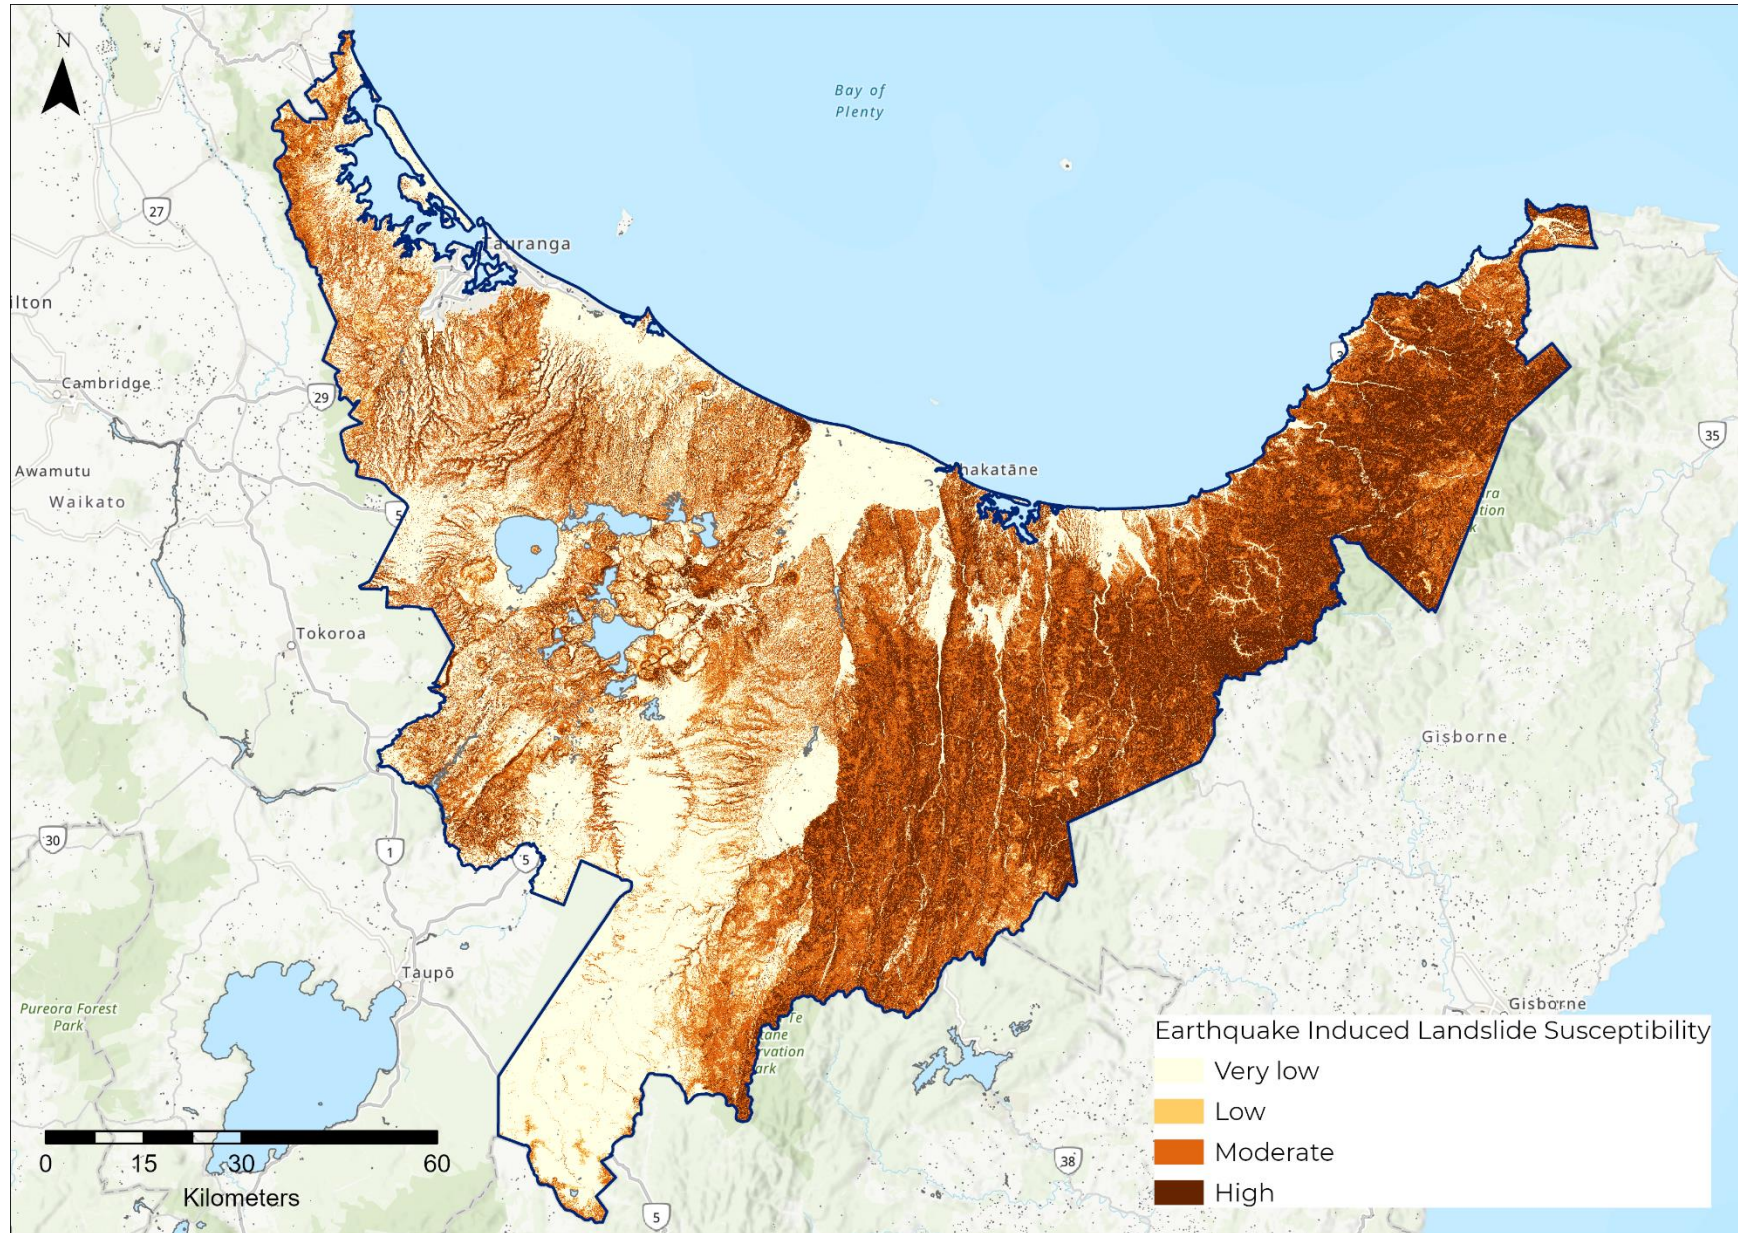 N
Bay of
Plenty
27
Tauranga
ilton
Cambridge
29
35
Awamutu
Waikato
hakatāne
5
Tokoroa
Gisborne
30
1
5
Taupō
Pureora Forest
Park
Te
Gisborne
Earthquake Induced Landslide Susceptibility
Very low
Low
Moderate
High
0 15 30 60
Kilometers
38
5